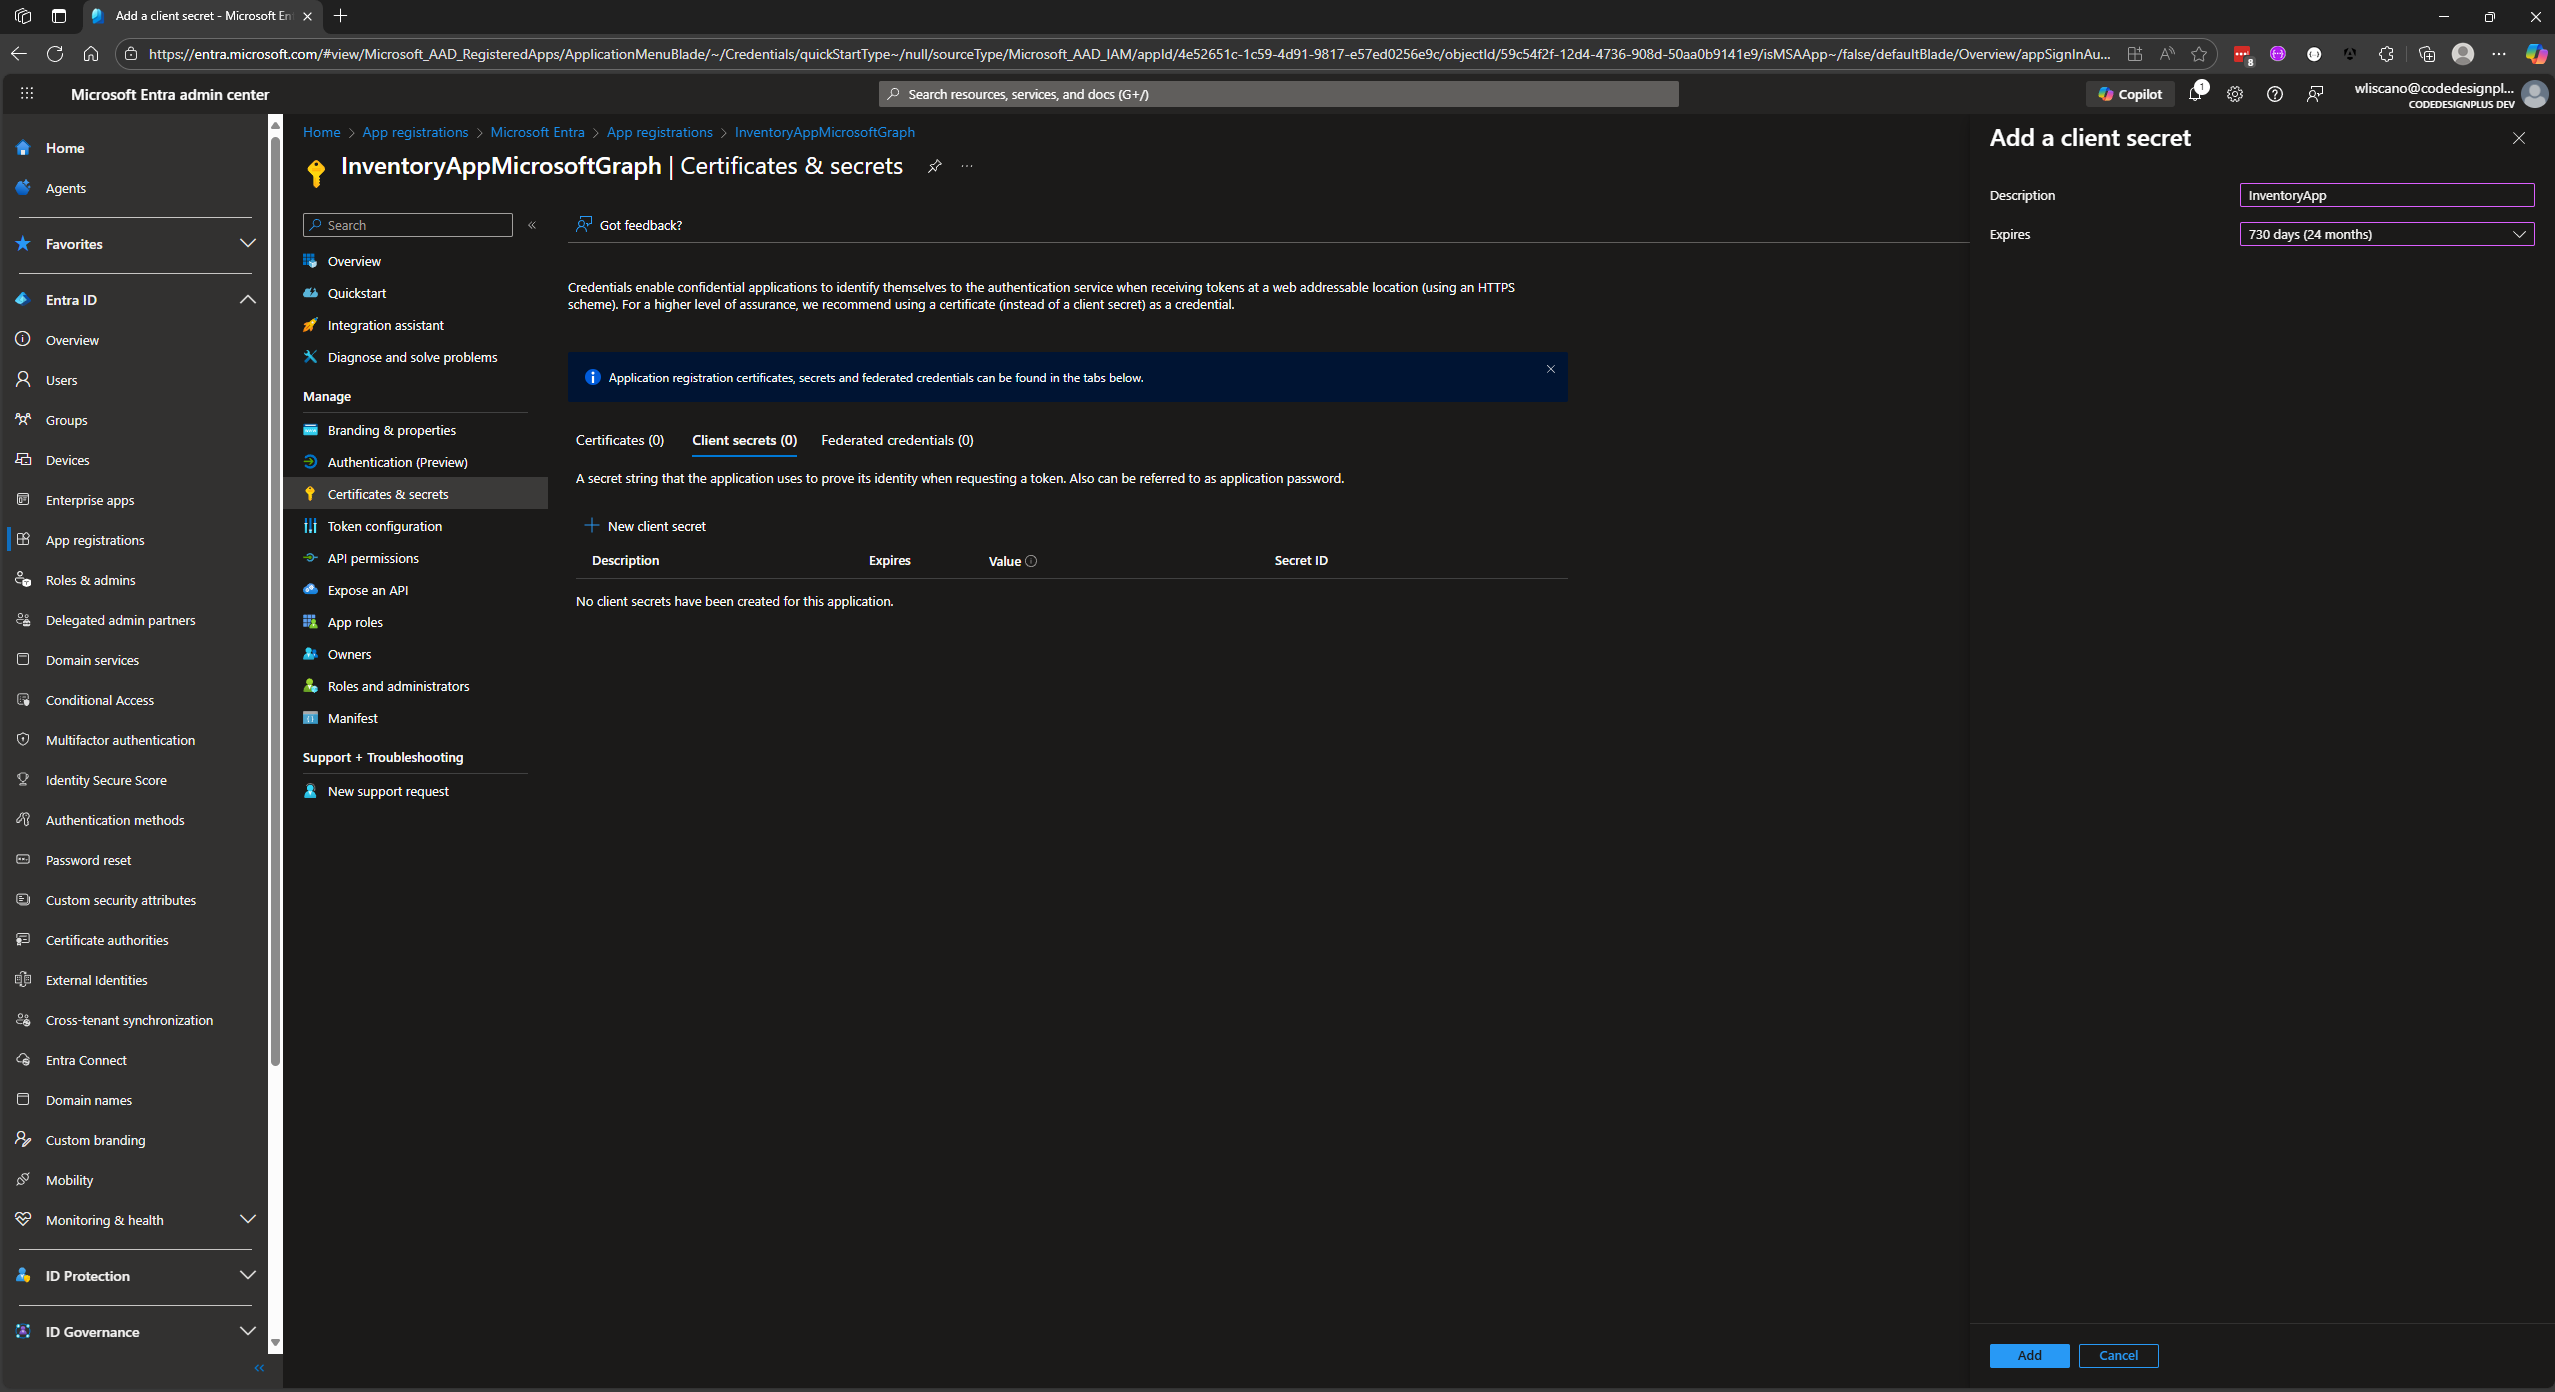 Add a client secret - Microsoft En
https://entra.microsoft.com/#view/Microsoft_AAD_RegisteredApps/ApplicationMenuBlade/~/Credentials/quickStartType~/null/sourceType/Microsoft_AAD_IAM/appId/4e52651c-1c59-4d91-9817-e57ed0256e9c/objectId/59c54f2f-12d4-4736-908d-50aa0b9141e9/isMSAApp~/false/defaultBlade/Overview/appSignInAu...
8
Microsoft Entra admin center
Search resources, services, and docs (G+/)
Copilot
1
wliscano@codedesignpl...
CODEDESIGNPLUS DEV
Home
Agents
Favorites
Entra ID
Overview
Users
Groups
Devices
Enterprise apps
App registrations
Roles & admins
Delegated admin partners
Domain services
Conditional Access
Multifactor authentication
Identity Secure Score
Authentication methods
Password reset
Custom security attributes
Certificate authorities
External Identities
Cross-tenant synchronization
Entra Connect
Domain names
Custom branding
Mobility
Monitoring & health
ID Protection
ID Governance
Home > App registrations > Microsoft Entra > App registrations > InventoryAppMicrosoftGraph
InventoryAppMicrosoftGraph | Certificates & secrets
Search
Overview
Quickstart
Integration assistant
Diagnose and solve problems
Manage
Branding & properties
Authentication (Preview)
Certificates & secrets
Token configuration
API permissions
Expose an API
App roles
Owners
Roles and administrators
Manifest
Support + Troubleshooting
New support request
Got feedback?
Credentials enable confidential applications to identify themselves to the authentication service when receiving tokens at a web addressable location (using an HTTPS
scheme). For a higher level of assurance, we recommend using a certificate (instead of a client secret) as a credential.
Application registration certificates, secrets and federated credentials can be found in the tabs below.
Certificates (0) Client secrets (0) Federated credentials (0)
A secret string that the application uses to prove its identity when requesting a token. Also can be referred to as application password.
New client secret
Description Expires Value Secret ID
No client secrets have been created for this application.
Add a client secret
Description InventoryApp
Expires 730 days (24 months)
Add Cancel